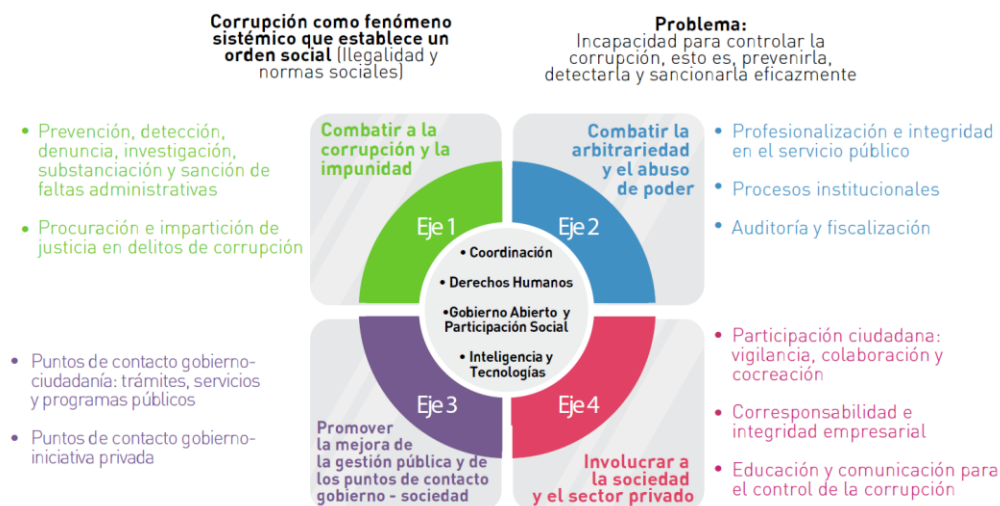 Corrupción como fenómeno
sistémico que establece un
orden social (Ilegalidad y
normas sociales)
Problema:
Incapacidad para controlar la
corrupción, esto es, prevenirla,
detectarla y sancionarla eficazmente
• Prevención, detección,
denuncia, investigación,
substanciación y sanción de
faltas administrativas
• Procuración e impartición de
justicia en delitos de corrupción
Combatir a la
corrupción y la
impunidad
Eje 1
Combatir la
arbitrariedad
y el abuso
de poder
Eje 2
• Profesionalización e integridad
en el servicio público
• Procesos institucionales
• Auditoría y fiscalización
• Coordinación
• Derechos Humanos
•Gobierno Abierto y
Participación Social
• Inteligencia y
Tecnologías
• Puntos de contacto gobierno-
ciudadanía: trámites, servicios
y programas públicos
• Puntos de contacto gobierno-
iniciativa privada
Eje 3
Promover
la mejora de
la gestión pública y de
los puntos de contacto
gobierno - sociedad
Eje 4
Involucrar a
la sociedad
y el sector privado
• Participación ciudadana:
vigilancia, colaboración y
cocreación
• Corresponsabilidad e
integridad empresarial
• Educación y comunicación para
el control de la corrupción